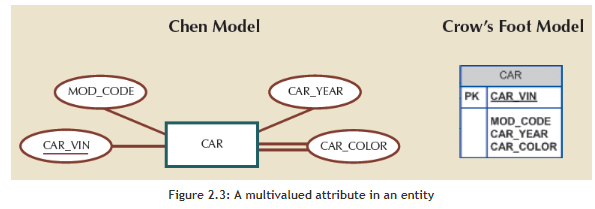 Chen Model
Crow's Foot Model
MOD_CODE
CAR_YEAR
CAR_VIN
CAR
CAR_COLOR
CAR
PK CAR_VIN
MOD_CODE
CAR_YEAR
CAR_COLOR
Figure 2.3: A multivalued attribute in an entity